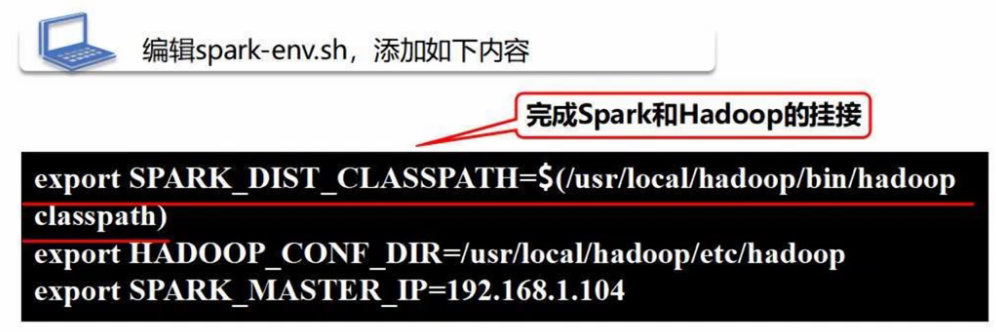 编辑spark-env.sh，添加如下内容
完成Spark和Hadoop的挂接
export SPARK_DIST_CLASSPATH=$(/usr/local/hadoop/bin/hadoop
classpath)
export HADOOP_CONF_DIR=/usr/local/hadoop/etc/hadoop
export SPARK_MASTER_IP=192.168.1.104